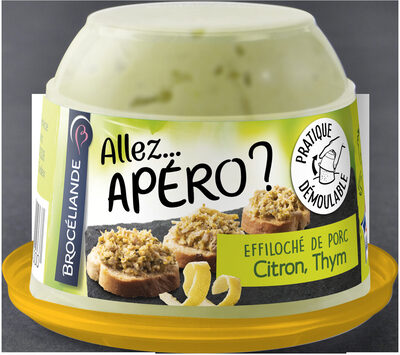 Allez...
APÉRO?
BROCÉLIANDE
PRATIQUE
DÉMOULABLE
EFFILOCHÉ DE PORC
Citron, Thym